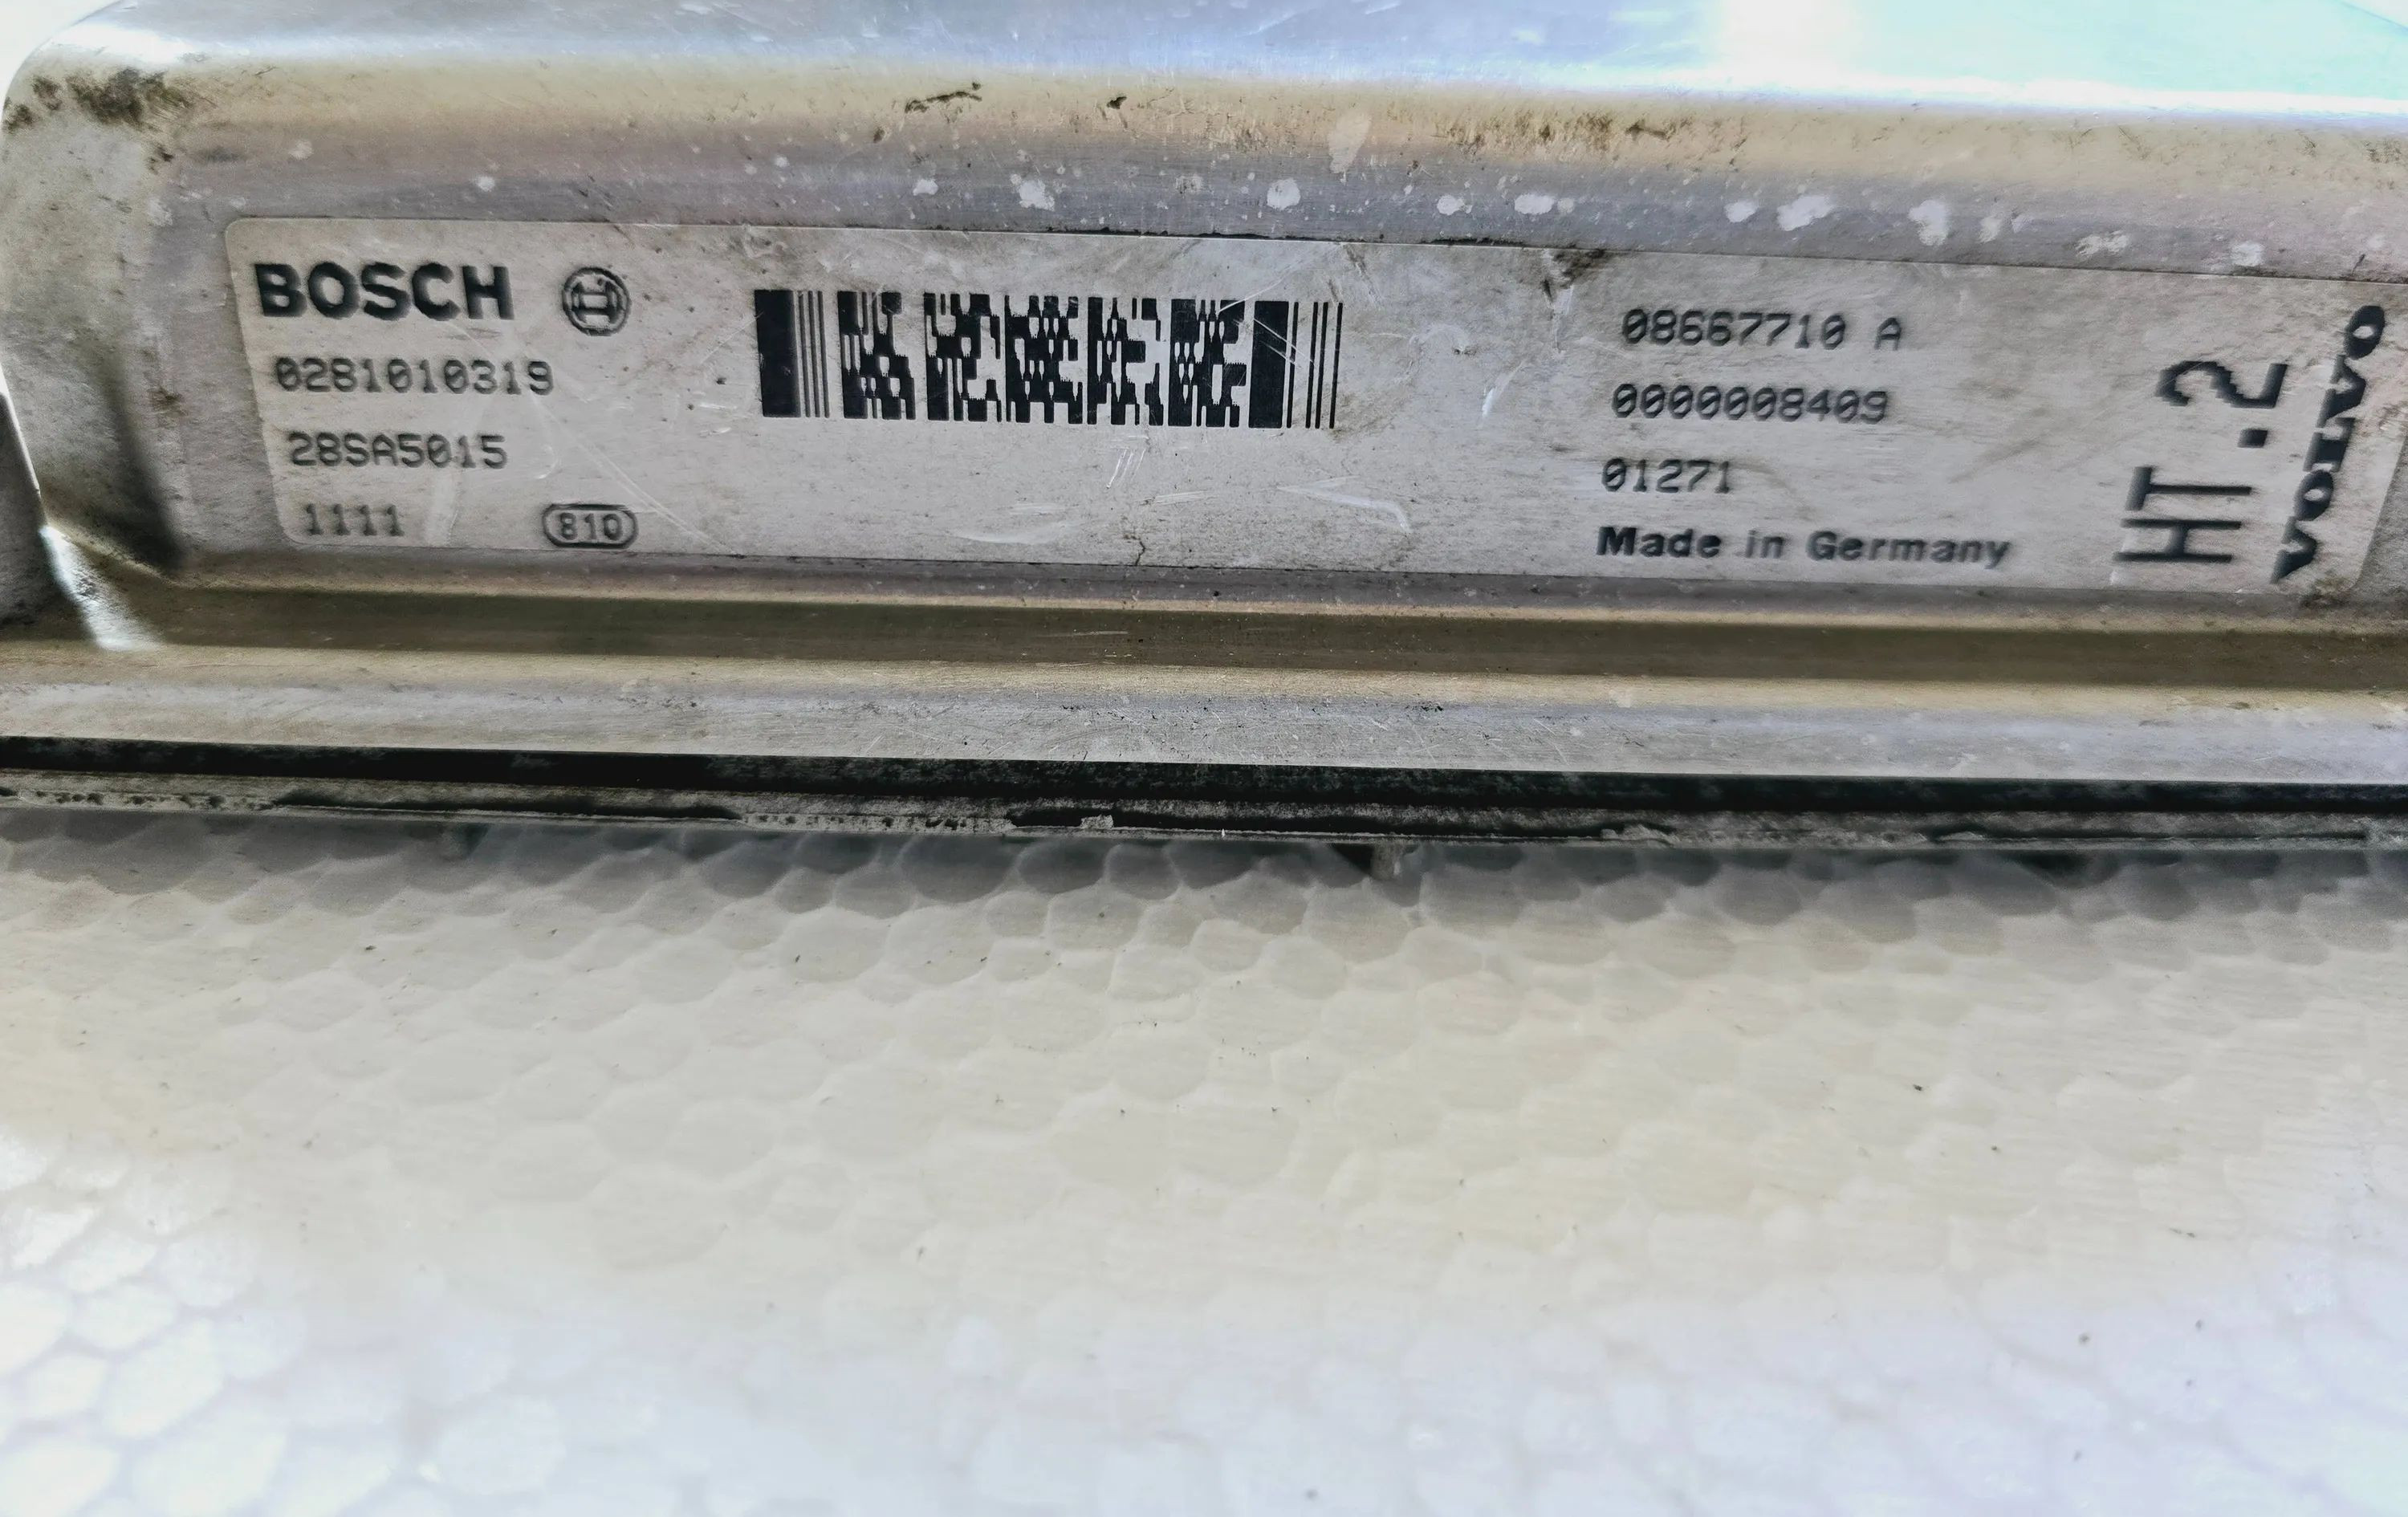 BOSCH
0281010319
28SA5015
1111 810
08667710 A
0000008409
01271
Made in Germany
HT.2
VOLVO